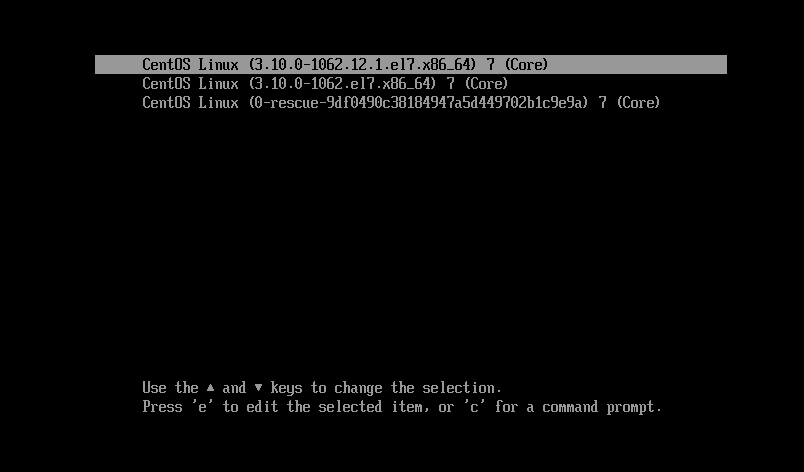 CentOS Linux (3.10.0-1062.12.1.el7.x86_64) 7 (Core)
CentOS Linux (3.10.0-1062.el7.x86_64) 7 (Core)
CentOS Linux (0-rescue-9df0490c38184947a5d449702b1c9e9a) 7 (Core)
Use the ▲ and ▼ keys to change the selection.
Press 'e' to edit the selected item, or 'c' for a command prompt.